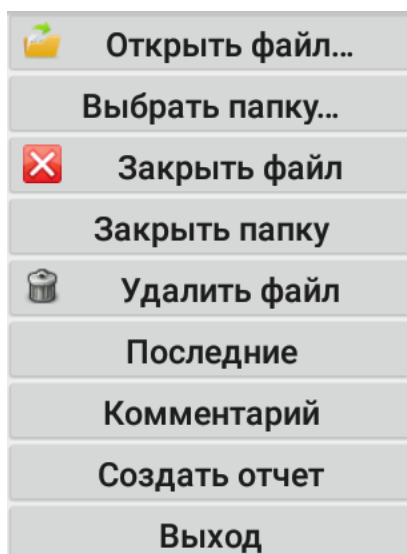 Открыть файл...
Выбрать папку...
Закрыть файл
Закрыть папку
Удалить файл
Последние
Комментарий
Создать отчет
Выход